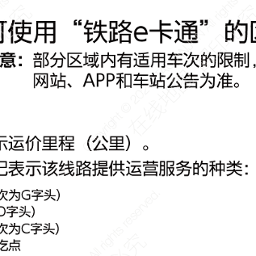 可使用“铁路e卡通”的区
意：部分区域内有适用车次的限制，
网站、APP和车站公告为准。
示运价里程（公里）。
记表示该线路提供运营服务的种类：
次为G字头）
D字头）
次为C字头）
讫点